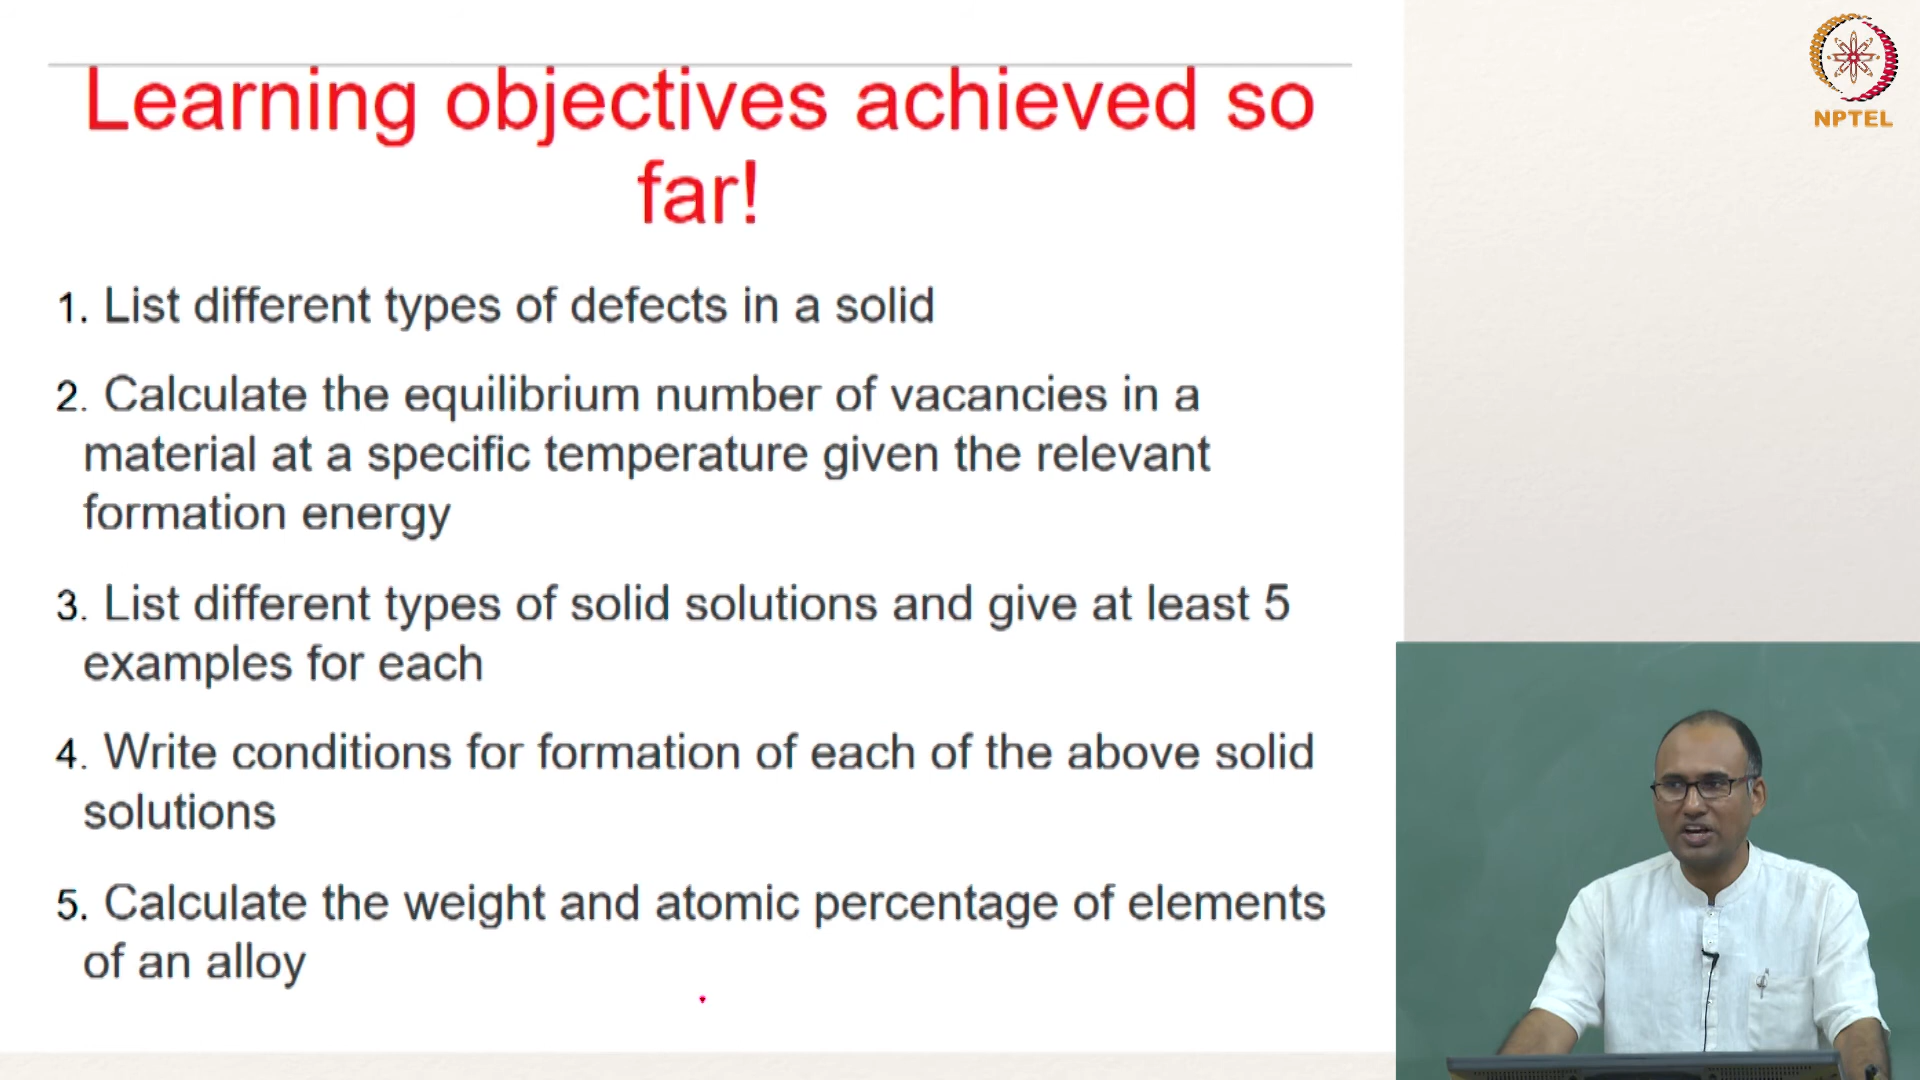 Learning objectives achieved so
far!
1. List different types of defects in a solid
2. Calculate the equilibrium number of vacancies in a
material at a specific temperature given the relevant
formation energy
3. List different types of solid solutions and give at least 5
examples for each
4. Write conditions for formation of each of the above solid
solutions
5. Calculate the weight and atomic percentage of elements
of an alloy
NPTEL